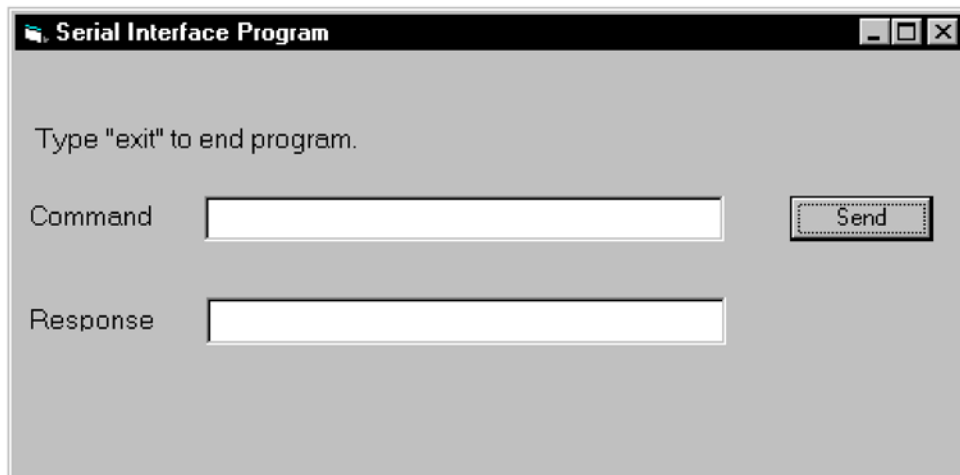 Serial Interface Program
Type "exit" to end program.
Command
Send
Response